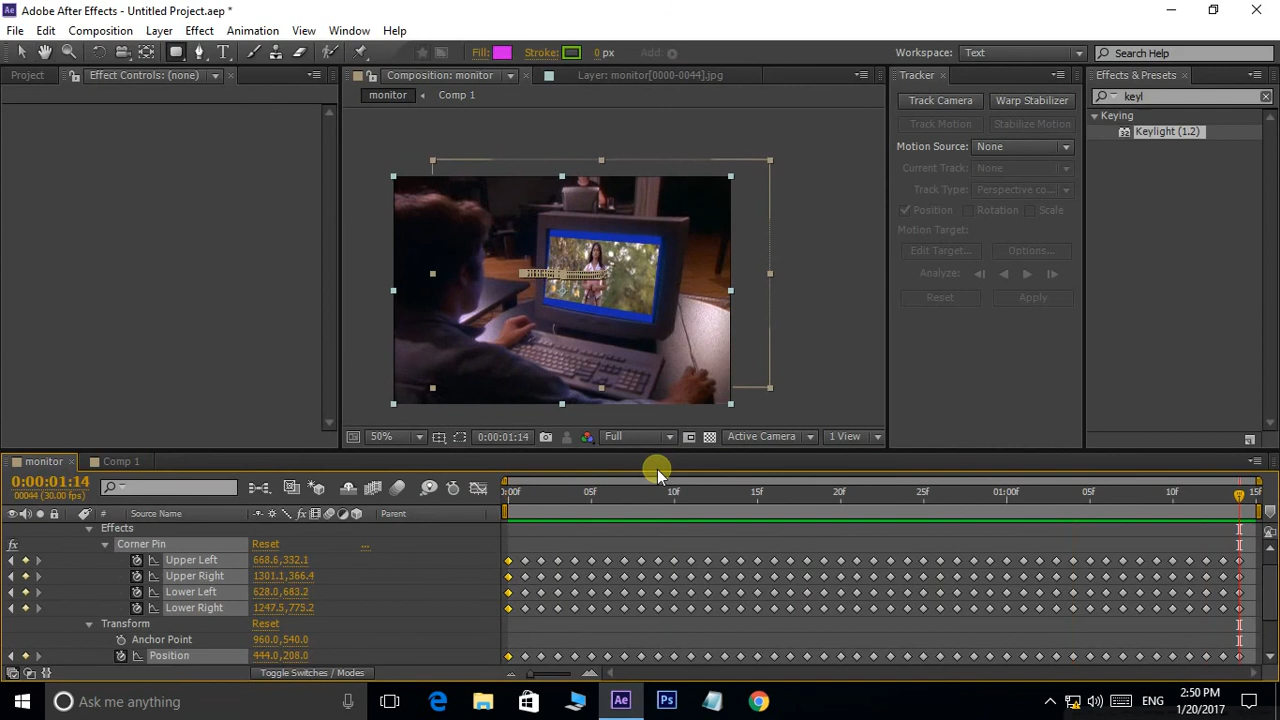 Adobe After Effects - Untitled Project.aep *
File Edit Composition Layer Effect Animation View Window Help
Fill: Stroke: 0 px Add: Workspace: Text Search Help
Project Effect Controls: (none) Composition: monitor Layer: monitor[0000-0044].jpg Tracker Effects & Presets
monitor Comp 1 Track Camera Warp Stabilizer keyl
Track Motion Stabilize Motion Keying
Motion Source: None Keylight (1.2)
Current Track: None
Track Type: Perspective co...
Position Rotation Scale
Motion Target:
Edit Target... Options...
Analyze:
Reset Apply
50% 0:00:01:14 Full Active Camera 1 View
monitor Comp 1
0:00:01:14
00044 (30.00 fps)
:00f 05f 10f 15f 20f 25f 01:00f 05f 10f 15f
# Source Name Parent
Effects
fx Corner Pin Reset ...
Upper Left 668.6,332.1
Upper Right 1301.1,366.4
Lower Left 628.0,683.2
Lower Right 1247.5,775.2
Transform Reset
Anchor Point 960.0,540.0
Position 444.0,208.0
Toggle Switches / Modes
Ask me anything ENG 2:50 PM
1/20/2017